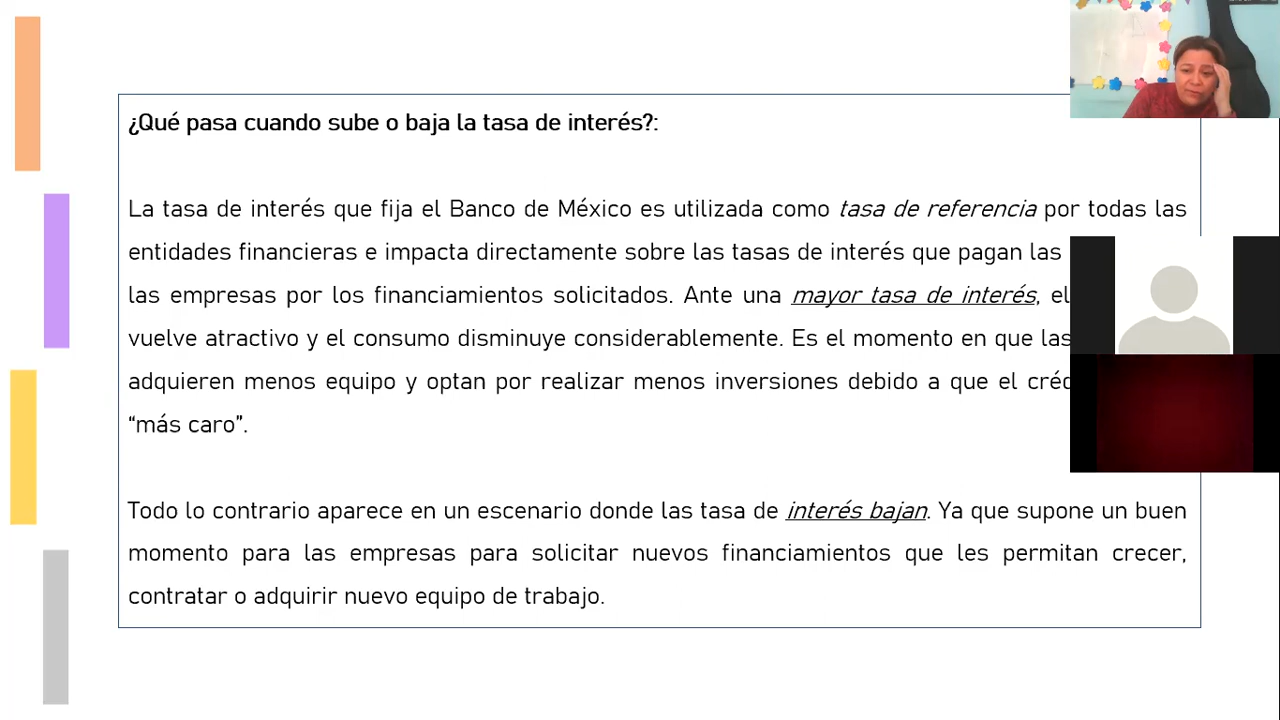 ¿Qué pasa cuando sube o baja la tasa de interés?:
La tasa de interés que fija el Banco de México es utilizada como tasa de referencia por todas las
entidades financieras e impacta directamente sobre las tasas de interés que pagan las
las empresas por los financiamientos solicitados. Ante una mayor tasa de interés, el
vuelve atractivo y el consumo disminuye considerablemente. Es el momento en que las
adquieren menos equipo y optan por realizar menos inversiones debido a que el
“más caro”.
Todo lo contrario aparece en un escenario donde las tasa de interés bajan. Ya que supone un buen
momento para las empresas para solicitar nuevos financiamientos que les permitan crecer,
contratar o adquirir nuevo equipo de trabajo.